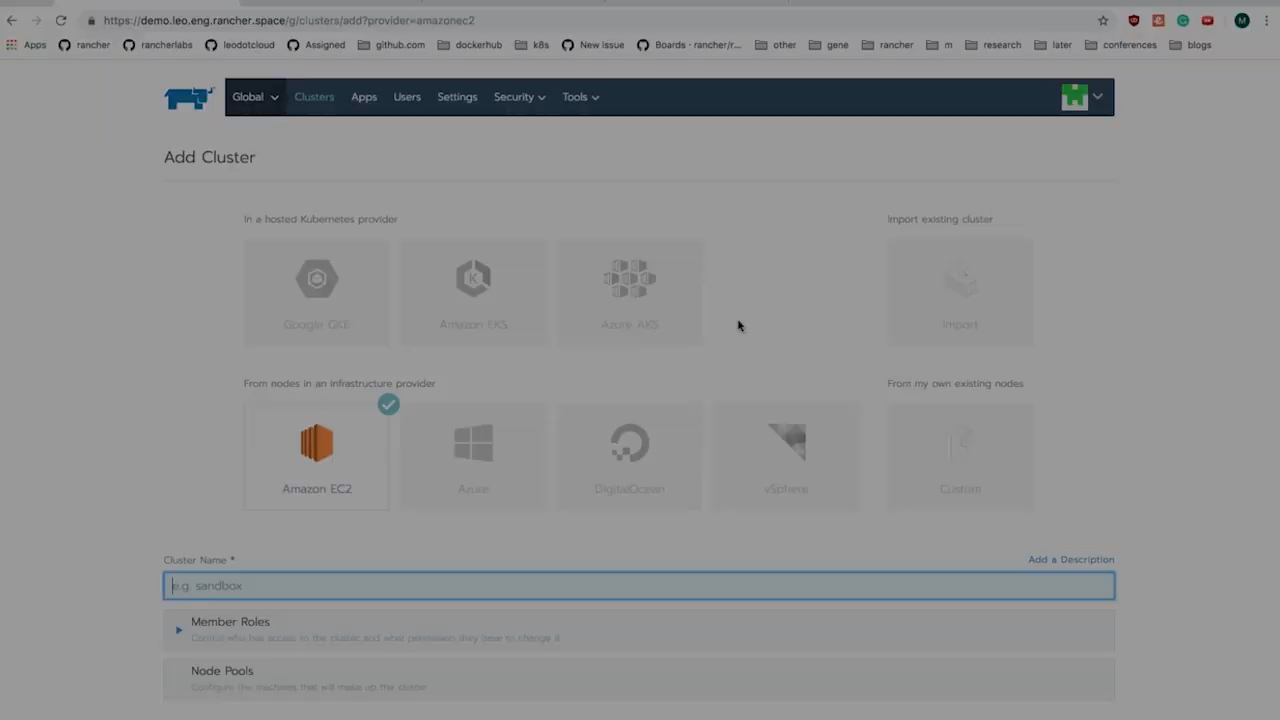 https://demo.leo.eng.rancher.space/g/clusters/add?provider=amazonec2
Apps rancher rancherlabs leodotcloud Assigned github.com dockerhub k8s New issue Boards · rancher/r... other gene rancher m research later conferences blogs
M
Global Clusters Apps Users Settings Security Tools
Add Cluster
In a hosted Kubernetes provider
Import existing cluster
Google GKE
Amazon EKS
Azure AKS
Import
From nodes in an infrastructure provider
From my own existing nodes
Amazon EC2
Azure
DigitalOcean
vSphere
Custom
Cluster Name *
Add a Description
e.g. sandbox
Member Roles
Control who has access to the cluster and what permission they have to change it
Node Pools
Configure the machines that will make up the cluster